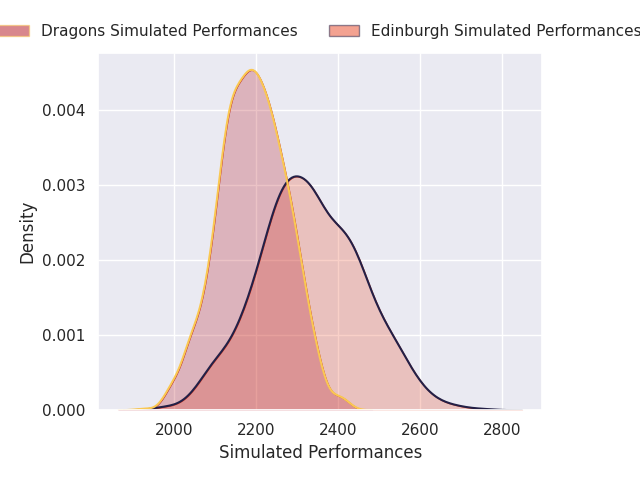 Dragons Simulated Performances Edinburgh Simulated Performances
0.004
0.003
0.002
0.001
0.000
Density
2000 2200 2400 2600 2800
Simulated Performances